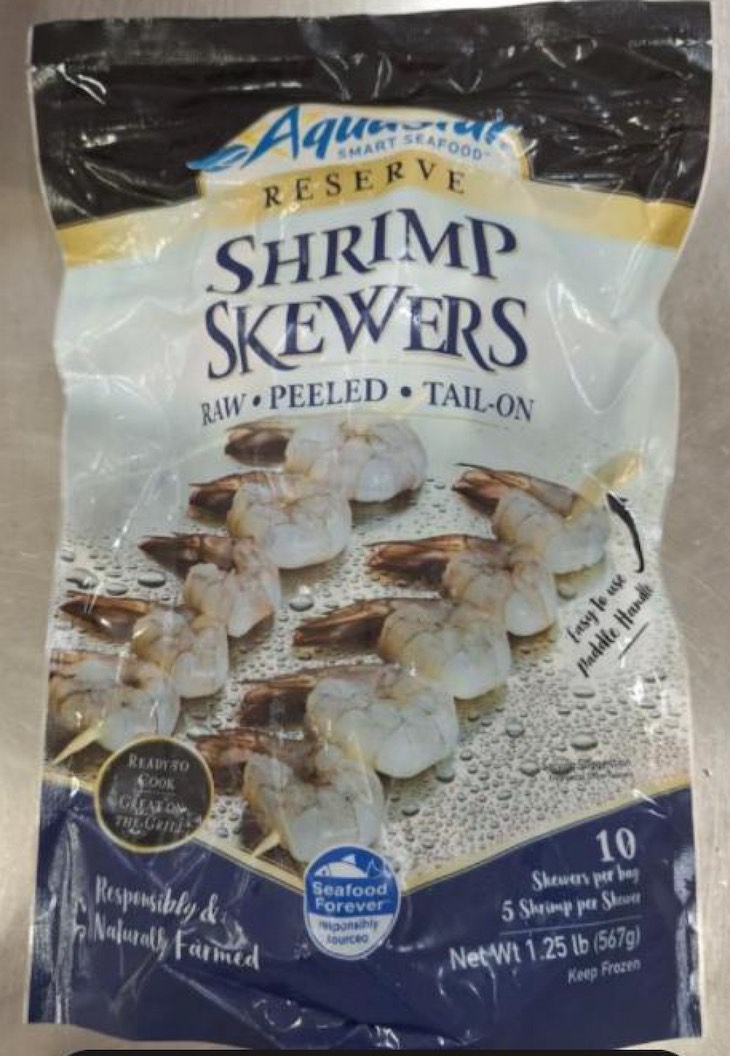 AquaStar
SMART SEAFOOD™
RESERVE
SHRIMP
SKEWERS
RAW • PEELED • TAIL-ON
Easy to use
Paddle Handle
READY TO
COOK
GREAT ON
THE GRILL
Responsibly &
Naturally Farmed
Seafood
Forever
responsibly
sourced
10
Skewers per bag
5 Shrimp per Skewer
Net Wt 1.25 lb (567g)
Keep Frozen